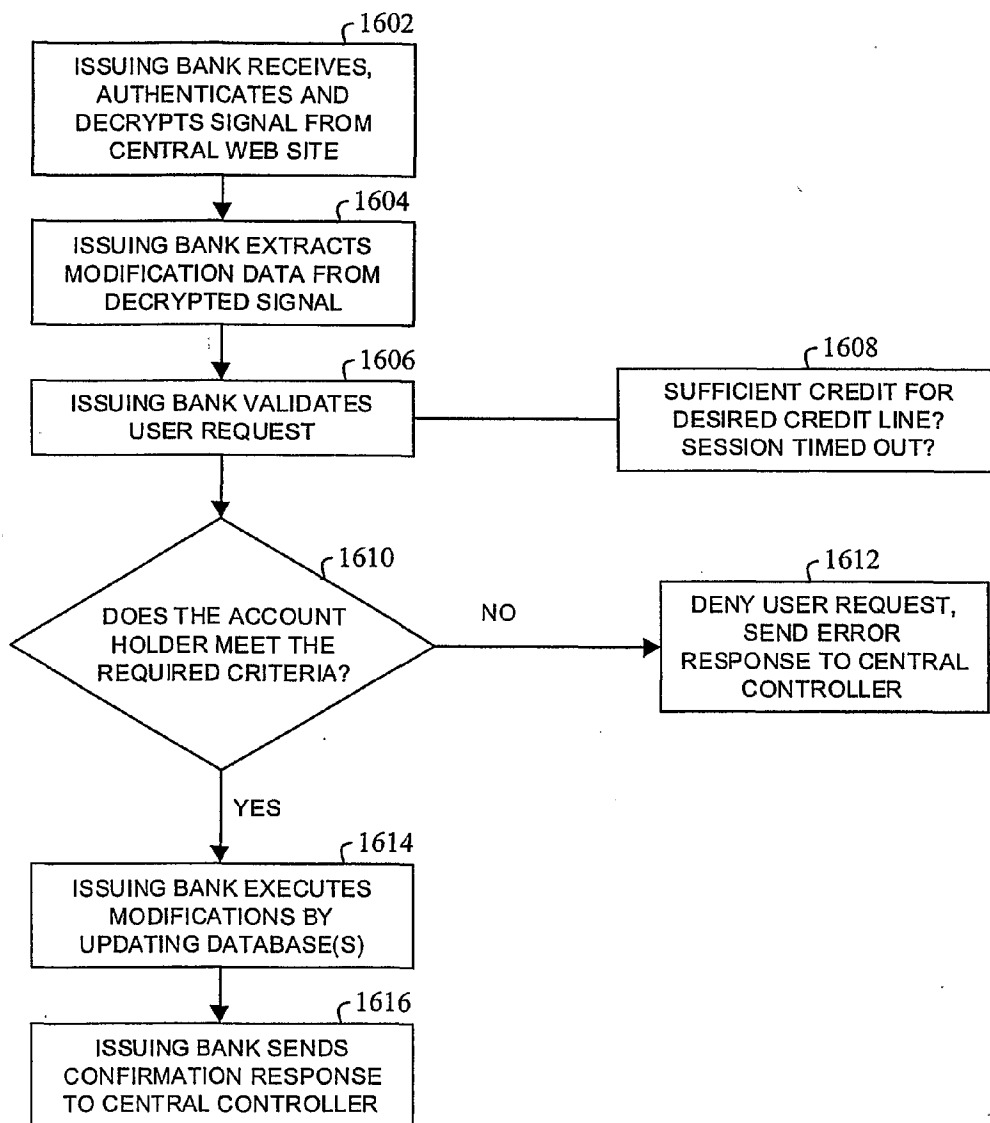 1602
ISSUING BANK RECEIVES,
AUTHENTICATES AND
DECRYPTS SIGNAL FROM
CENTRAL WEB SITE
1604
ISSUING BANK EXTRACTS
MODIFICATION DATA FROM
DECRYPTED SIGNAL
1606
ISSUING BANK VALIDATES
USER REQUEST
1608
SUFFICIENT CREDIT FOR
DESIRED CREDIT LINE?
SESSION TIMED OUT?
1610
DOES THE ACCOUNT
HOLDER MEET THE
REQUIRED CRITERIA?
NO
1612
DENY USER REQUEST,
SEND ERROR
RESPONSE TO CENTRAL
CONTROLLER
YES
1614
ISSUING BANK EXECUTES
MODIFICATIONS BY
UPDATING DATABASE(S)
1616
ISSUING BANK SENDS
CONFIRMATION RESPONSE
TO CENTRAL CONTROLLER